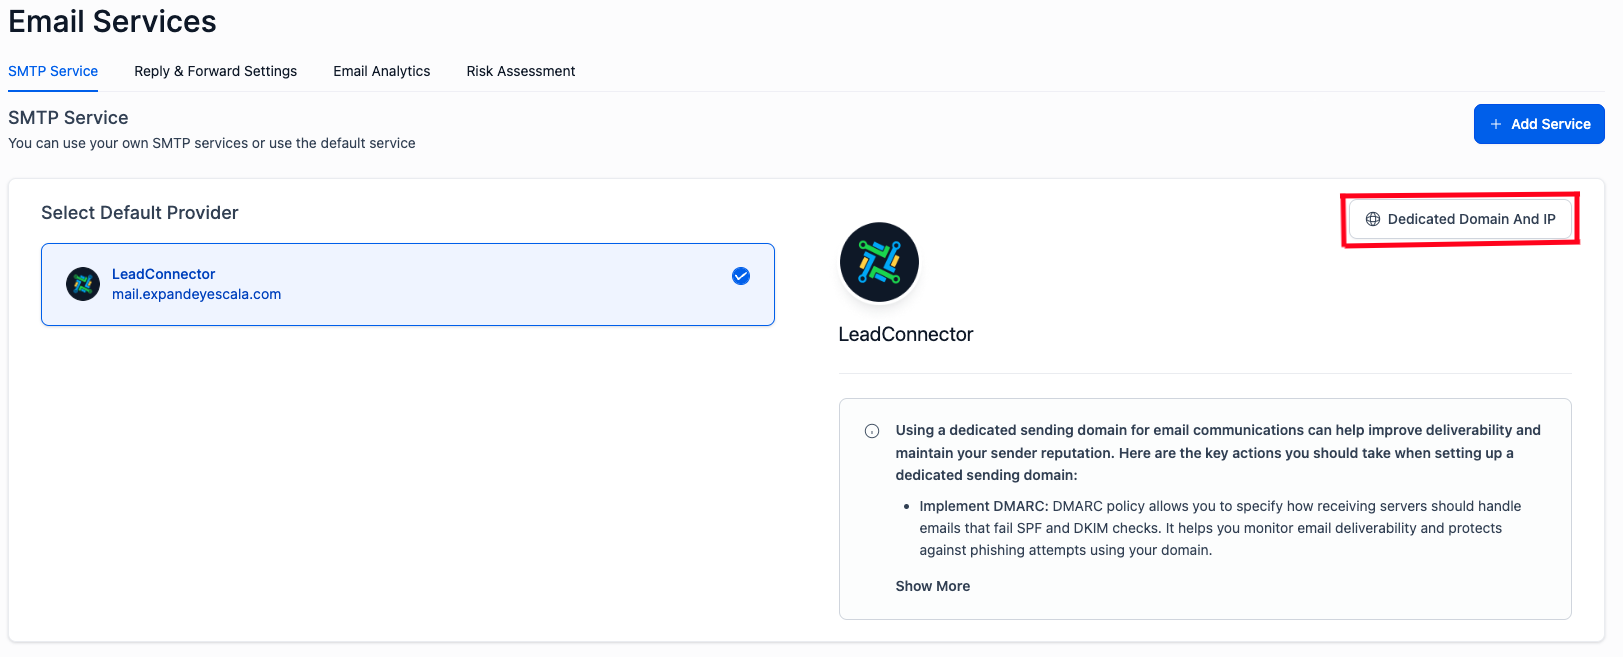 Email Services
SMTP Service
Reply & Forward Settings
Email Analytics
Risk Assessment
SMTP Service
You can use your own SMTP services or use the default service
+ Add Service
Select Default Provider
LeadConnector
mail.expandeyescala.com
Dedicated Domain And IP
LeadConnector
Using a dedicated sending domain for email communications can help improve deliverability and
maintain your sender reputation. Here are the key actions you should take when setting up a
dedicated sending domain:
• Implement DMARC: DMARC policy allows you to specify how receiving servers should handle
emails that fail SPF and DKIM checks. It helps you monitor email deliverability and protects
against phishing attempts using your domain.
Show More